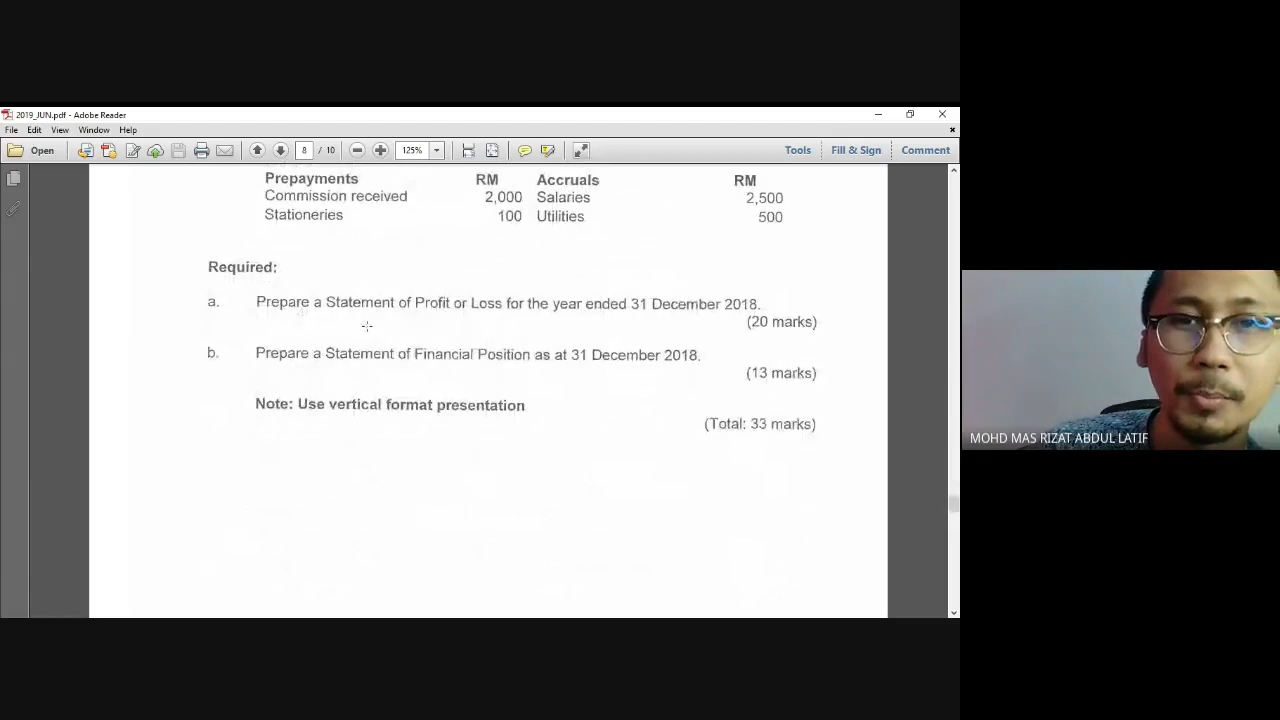 2019_JUN.pdf - Adobe Reader
File Edit View Window Help
Open 8 / 10 125% Tools Fill & Sign Comment
Prepayments RM Accruals RM
Commission received 2,000 Salaries 2,500
Stationeries 100 Utilities 500
Required:
a. Prepare a Statement of Profit or Loss for the year ended 31 December 2018.
(20 marks)
b. Prepare a Statement of Financial Position as at 31 December 2018.
(13 marks)
Note: Use vertical format presentation
(Total: 33 marks)
MOHD MAS RIZAT ABDUL LATIF